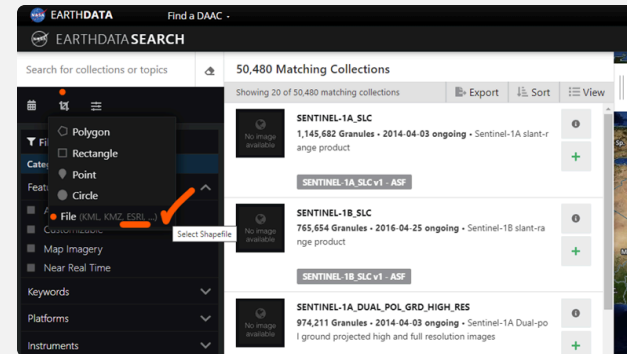 EARTHDATA Find a DAAC
EARTHDATA SEARCH
Search for collections or topics
Polygon
Rectangle
Point
Circle
File (KML, KMZ, ESRI, ...)
Select Shapefile
Customizable
Map Imagery
Near Real Time
Keywords
Platforms
Instruments
50,480 Matching Collections
Showing 20 of 50,480 matching collections Export Sort View
No image available
SENTINEL-1A_SLC
1,145,682 Granules • 2014-04-03 ongoing • Sentinel-1A slant-r
ange product
SENTINEL-1A_SLC v1 - ASF
No image available
SENTINEL-1B_SLC
765,654 Granules • 2016-04-25 ongoing • Sentinel-1B slant-ra
nge product
SENTINEL-1B_SLC v1 - ASF
No image available
SENTINEL-1A_DUAL_POL_GRD_HIGH_RES
974,211 Granules • 2014-04-03 ongoing • Sentinel-1A Dual-po
l ground projected high and full resolution images